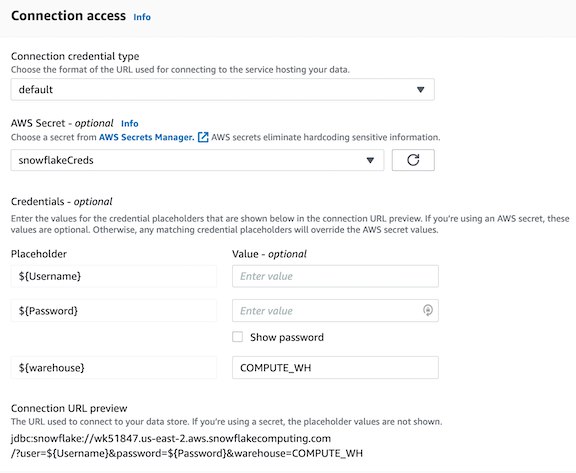 Connection access Info
Connection credential type
Choose the format of the URL used for connecting to the service hosting your data.
default
AWS Secret - optional Info
Choose a secret from AWS Secrets Manager. AWS secrets eliminate hardcoding sensitive information.
snowflakeCreds
Credentials - optional
Enter the values for the credential placeholders that are shown below in the connection URL preview. If you're using an AWS secret, these
values are optional. Otherwise, any matching credential placeholders will override the AWS secret values.
Placeholder Value - optional
${Username} Enter value
${Password} Enter value
Show password
${warehouse} COMPUTE_WH
Connection URL preview
The URL used to connect to your data store. If you're using a secret, the placeholder values are not shown.
jdbc:snowflake://wk51847.us-east-2.aws.snowflakecomputing.com
/?user=${Username}&password=${Password}&warehouse=COMPUTE_WH